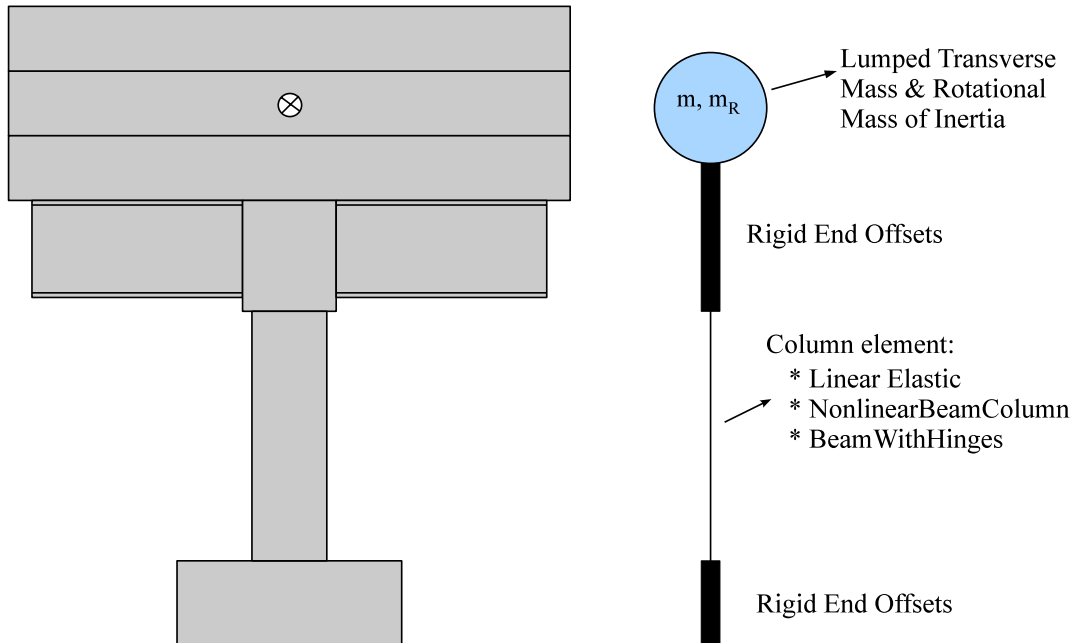 m, mR
Lumped Transverse
Mass & Rotational
Mass of Inertia
Rigid End Offsets
Column element:
* Linear Elastic
* NonlinearBeamColumn
* BeamWithHinges
Rigid End Offsets